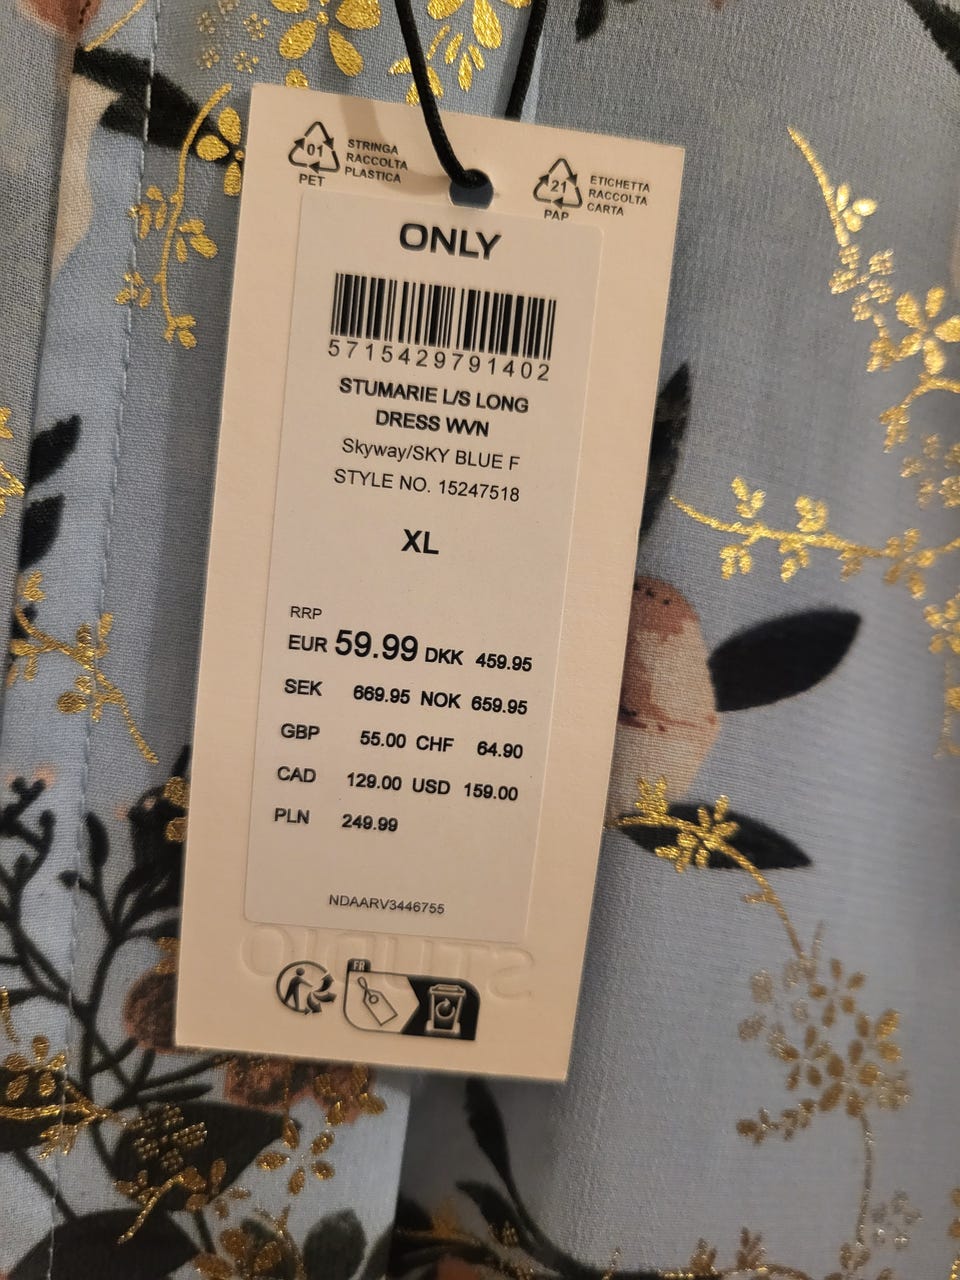 01
PET
STRINGA
RACCOLTA
PLASTICA
21
PAP
ETICHETTA
RACCOLTA
CARTA
ONLY
5715429791402
STUMARIE L/S LONG
DRESS WVN
Skyway/SKY BLUE F
STYLE NO. 15247518
XL
RRP
EUR 59.99 DKK 459.95
SEK 669.95 NOK 659.95
GBP 55.00 CHF 64.90
CAD 129.00 USD 159.00
PLN 249.99
NDAARV3446755
STUDIO
FR